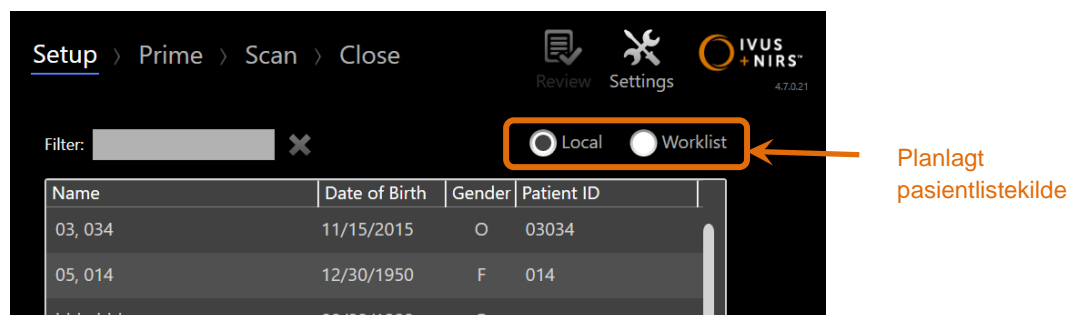 Setup > Prime > Scan > Close
Review Settings
IVUS
+NIRS™
4.7.0.21
Filter: Local Worklist
Planlagt
pasientlistekilde
Name Date of Birth Gender Patient ID
03, 034 11/15/2015 O 03034
05, 014 12/30/1950 F 014